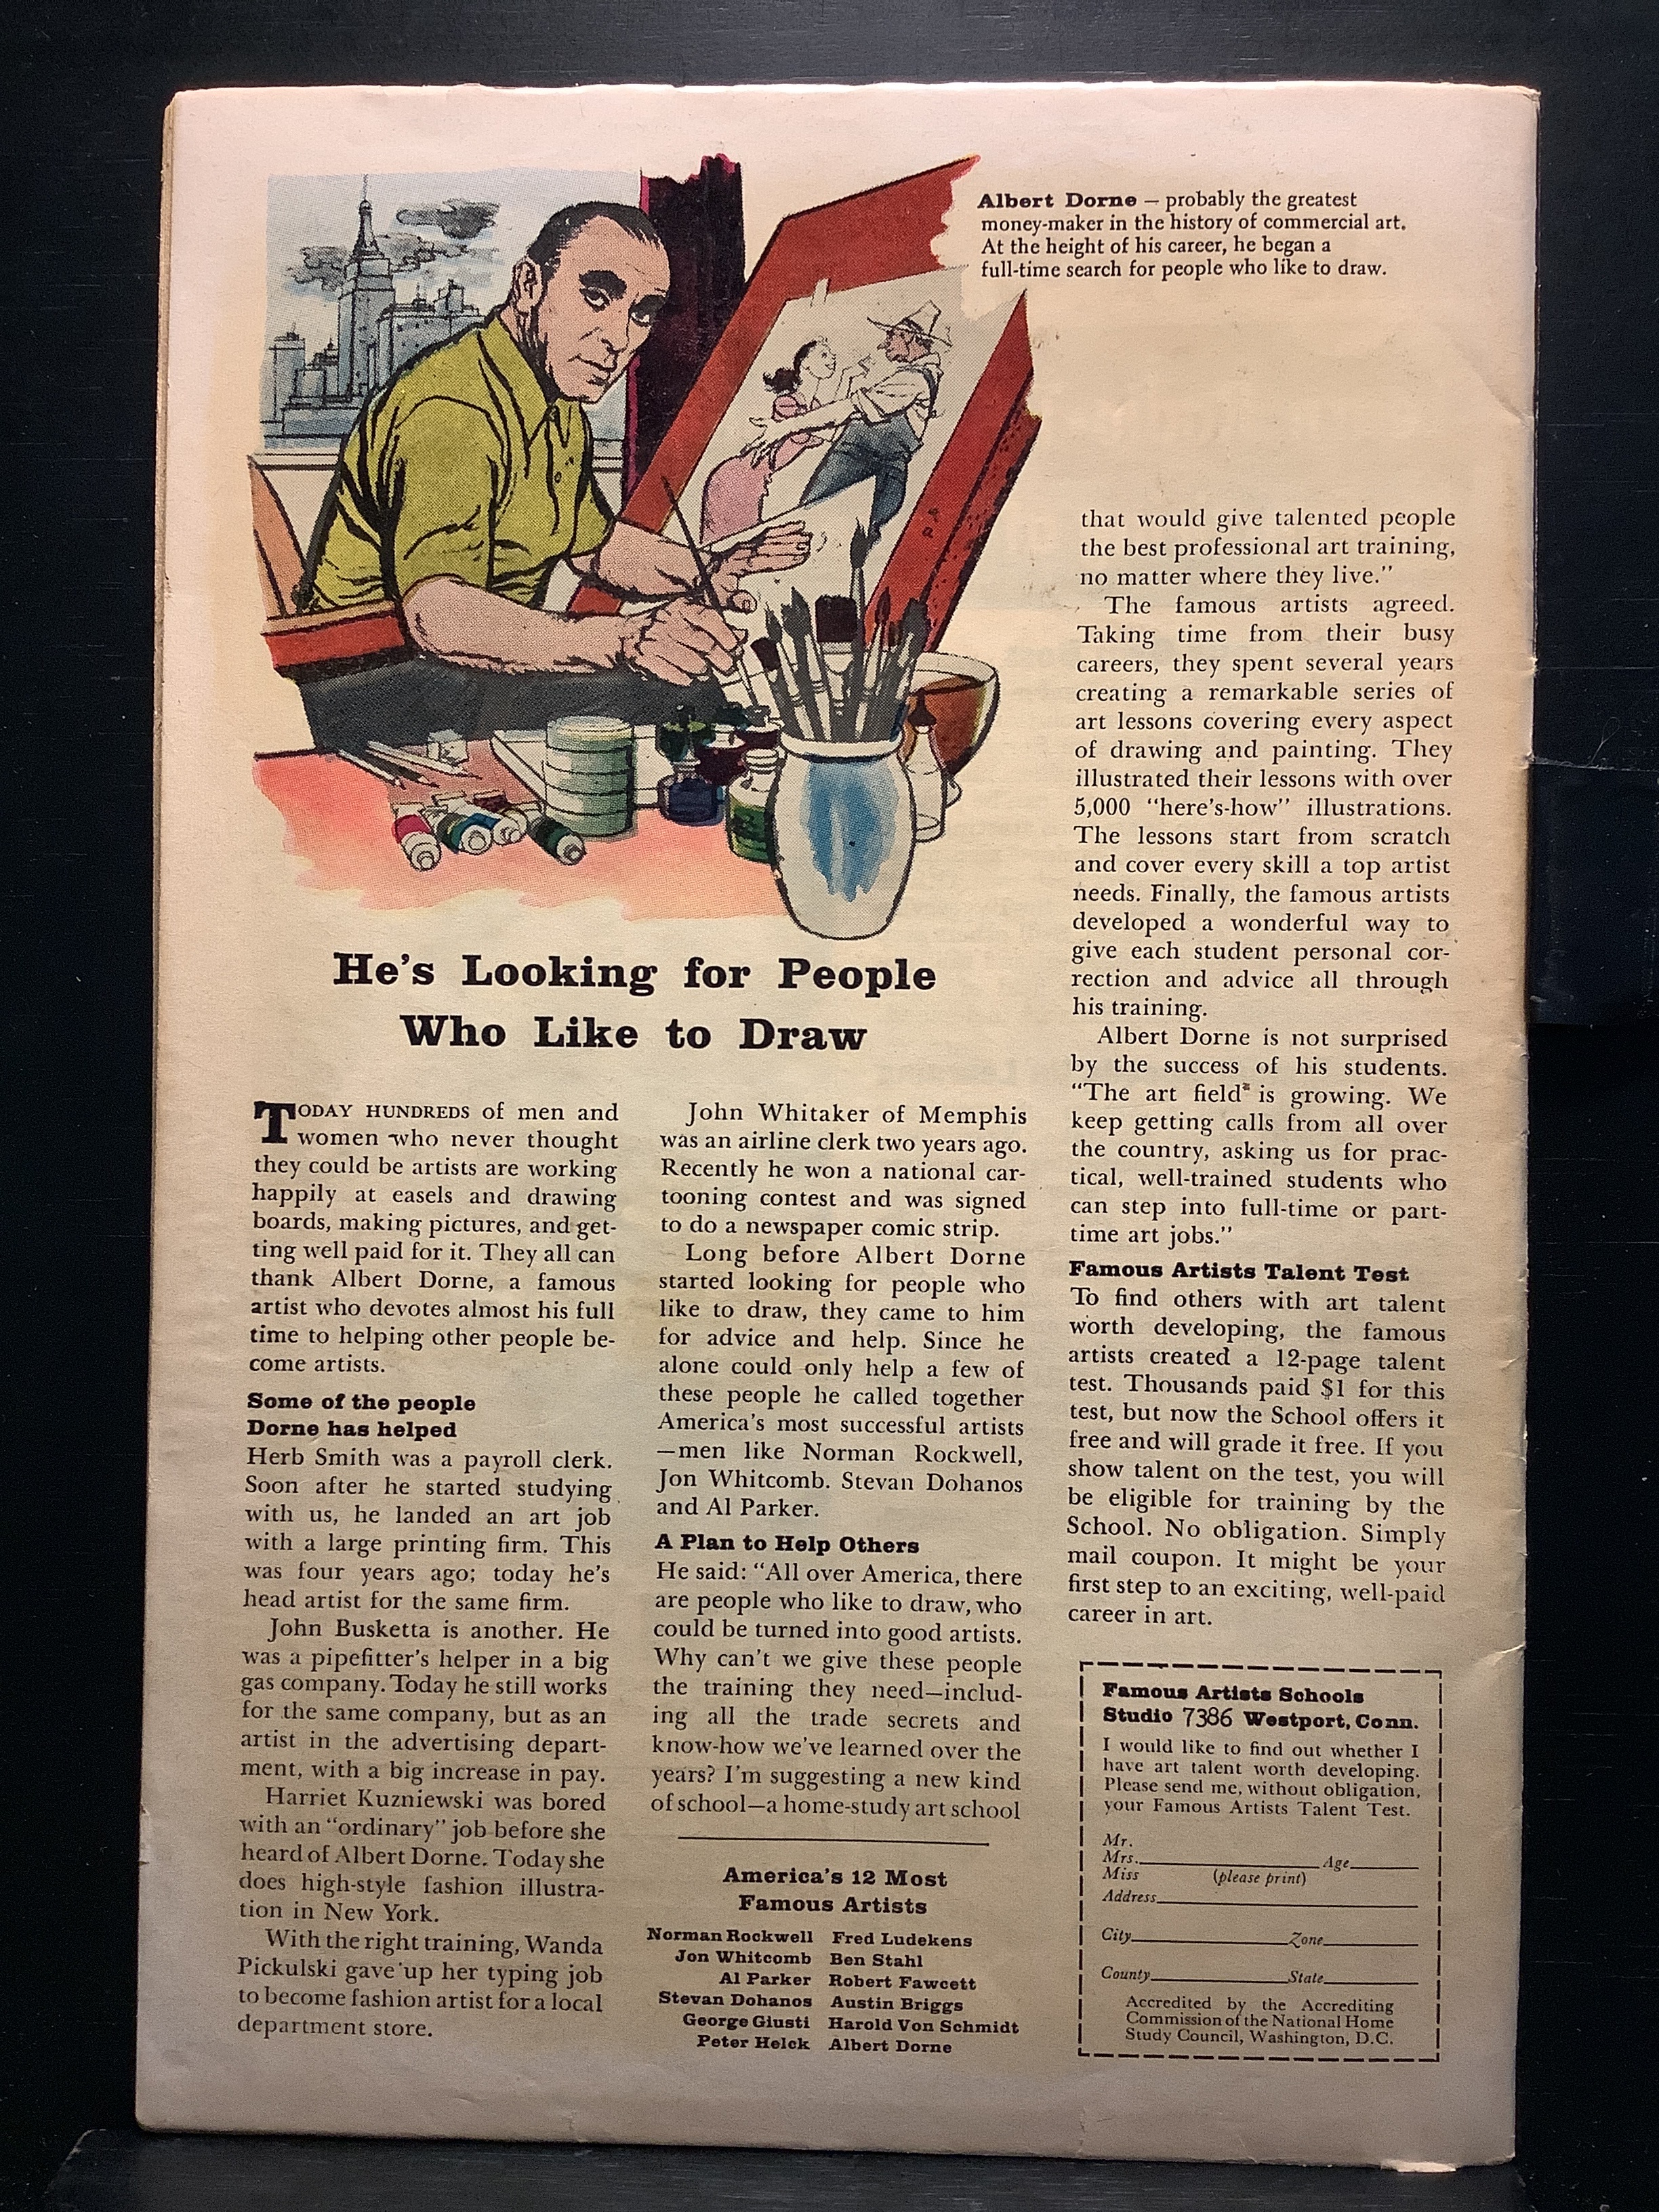 Albert Dorne — probably the greatest
money-maker in the history of commercial art.
At the height of his career, he began a
full-time search for people who like to draw.
He's Looking for People
Who Like to Draw
TODAY HUNDREDS of men and
women who never thought
they could be artists are working
happily at easels and drawing
boards, making pictures, and get-
ting well paid for it. They all can
thank Albert Dorne, a famous
artist who devotes almost his full
time to helping other people be-
come artists.
Some of the people
Dorne has helped
Herb Smith was a payroll clerk.
Soon after he started studying
with us, he landed an art job
with a large printing firm. This
was four years ago; today he's
head artist for the same firm.
John Busketta is another. He
was a pipefitter's helper in a big
gas company. Today he still works
for the same company, but as an
artist in the advertising depart-
ment, with a big increase in pay.
Harriet Kuzniewski was bored
with an "ordinary" job before she
heard of Albert Dorne. Today she
does high-style fashion illustra-
tion in New York.
With the right training, Wanda
Pickulski gave up her typing job
to become fashion artist for a local
department store.
John Whitaker of Memphis
was an airline clerk two years ago.
Recently he won a national car-
tooning contest and was signed
to do a newspaper comic strip.
Long before Albert Dorne
started looking for people who
like to draw, they came to him
for advice and help. Since he
alone could only help a few of
these people he called together
America's most successful artists
—men like Norman Rockwell,
Jon Whitcomb. Stevan Dohanos
and Al Parker.
A Plan to Help Others
He said: "All over America, there
are people who like to draw, who
could be turned into good artists.
Why can't we give these people
the training they need—includ-
ing all the trade secrets and
know-how we've learned over the
years? I'm suggesting a new kind
of school—a home-study art school
America's 12 Most
Famous Artists
Norman Rockwell Fred Ludekens
Jon Whitcomb Ben Stahl
Al Parker Robert Fawcett
Stevan Dohanos Austin Briggs
George Giusti Harold Von Schmidt
Peter Helck Albert Dorne
that would give talented people
the best professional art training,
no matter where they live."
The famous artists agreed.
Taking time from their busy
careers, they spent several years
creating a remarkable series of
art lessons covering every aspect
of drawing and painting. They
illustrated their lessons with over
5,000 "here's-how" illustrations.
The lessons start from scratch
and cover every skill a top artist
needs. Finally, the famous artists
developed a wonderful way to
give each student personal cor-
rection and advice all through
his training.
Albert Dorne is not surprised
by the success of his students.
"The art field is growing. We
keep getting calls from all over
the country, asking us for prac-
tical, well-trained students who
can step into full-time or part-
time art jobs."
Famous Artists Talent Test
To find others with art talent
worth developing, the famous
artists created a 12-page talent
test. Thousands paid $1 for this
test, but now the School offers it
free and will grade it free. If you
show talent on the test, you will
be eligible for training by the
School. No obligation. Simply
mail coupon. It might be your
first step to an exciting, well-paid
career in art.
Famous Artists Schools
Studio 7386 Westport, Conn.
I would like to find out whether I
have art talent worth developing.
Please send me, without obligation,
your Famous Artists Talent Test.
Mr.
Mrs. Age
Miss (please print)
Address
City Zone
County State
Accredited by the Accrediting
Commission of the National Home
Study Council, Washington, D.C.